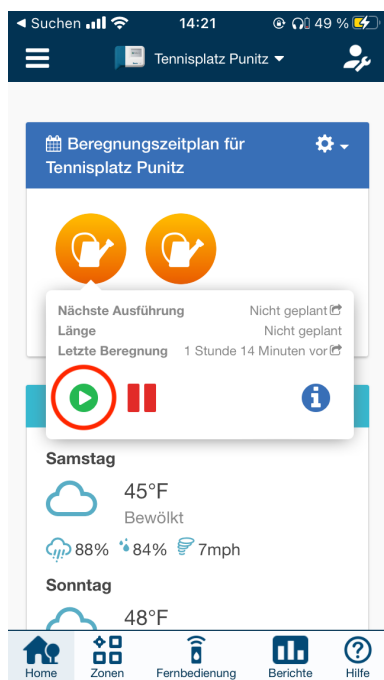 ◀ Suchen 14:21 49 %
Tennisplatz Punitz
Beregnungszeitplan für
Tennisplatz Punitz
Nächste Ausführung Nicht geplant
Länge Nicht geplant
Letzte Beregnung 1 Stunde 14 Minuten vor
Samstag
45°F
Bewölkt
88% 84% 7mph
Sonntag
48°F
Home Zonen Fernbedienung Berichte Hilfe